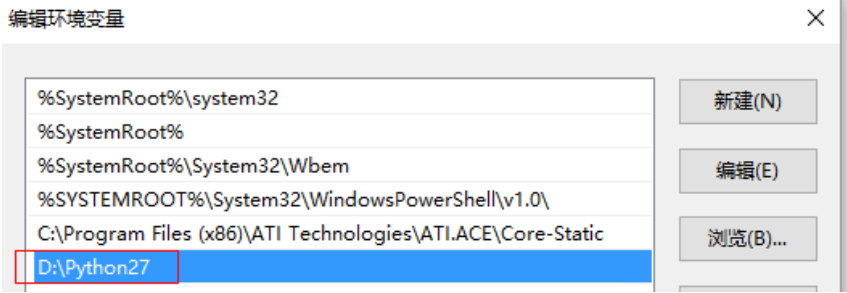 编辑环境变量
%SystemRoot%\system32
%SystemRoot%
%SystemRoot%\System32\Wbem
%SYSTEMROOT%\System32\WindowsPowerShell\v1.0\
C:\Program Files (x86)\ATI Technologies\ATI.ACE\Core-Static
D:\Python27
新建(N)
编辑(E)
浏览(B)...